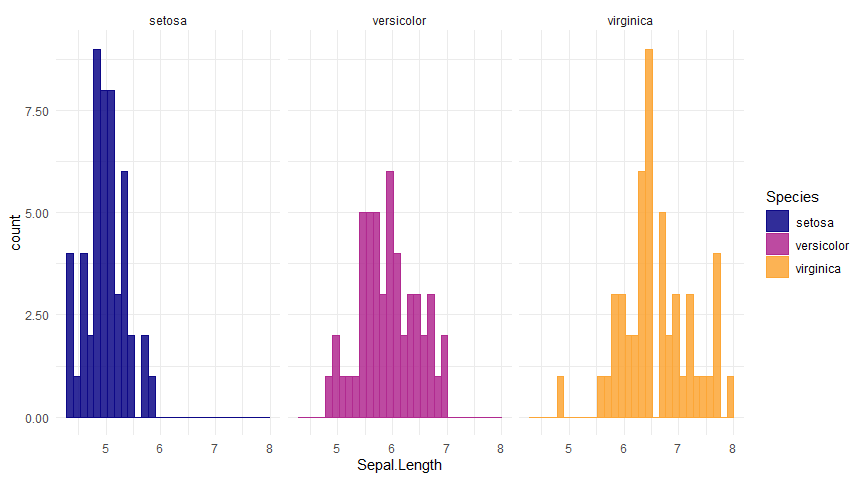 setosa
versicolor
virginica
count
7.50
5.00
2.50
0.00
5 6 7 8
5 6 7 8
5 6 7 8
Sepal.Length
Species
setosa
versicolor
virginica